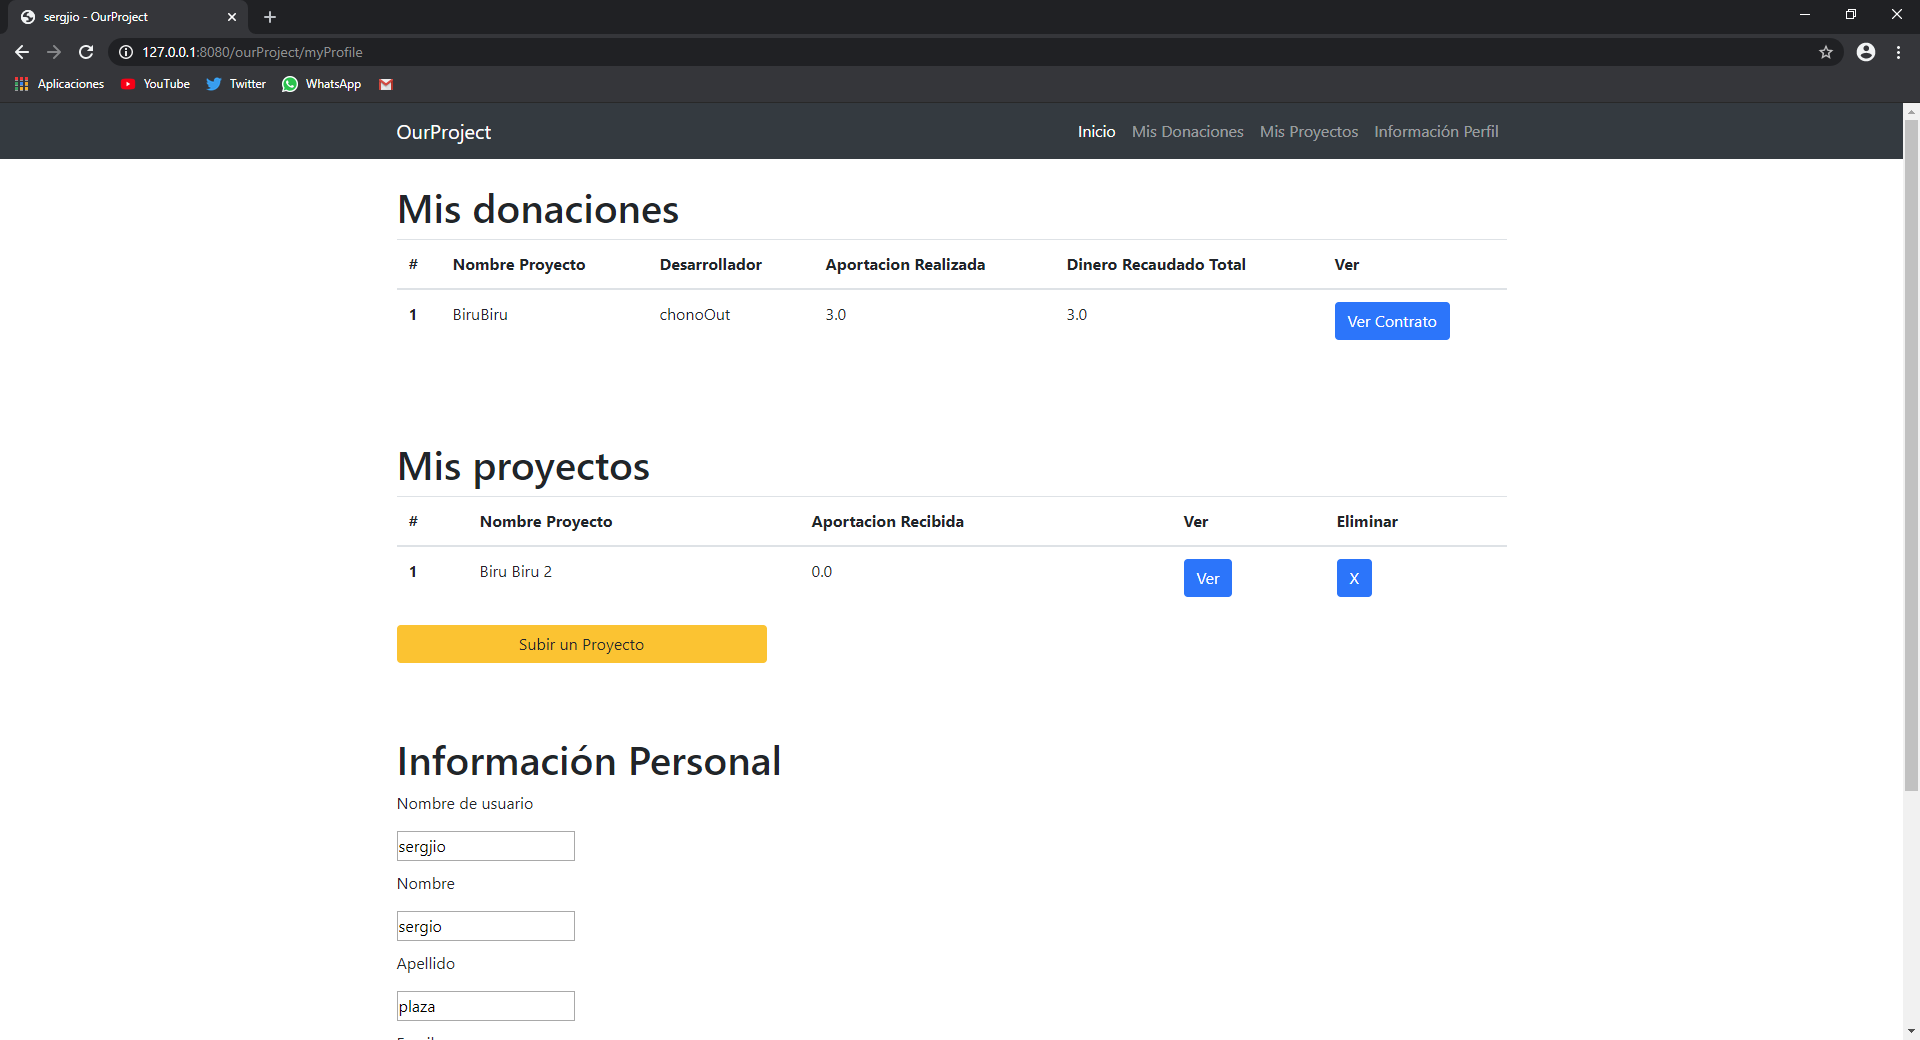 sergjio - OurProject
127.0.0.1:8080/ourProject/myProfile
Aplicaciones YouTube Twitter WhatsApp
OurProject Inicio Mis Donaciones Mis Proyectos Información Perfil
Mis donaciones
# Nombre Proyecto Desarrollador Aportacion Realizada Dinero Recaudado Total Ver
1 BiruBiru chonoOut 3.0 3.0 Ver Contrato
Mis proyectos
# Nombre Proyecto Aportacion Recibida Ver Eliminar
1 Biru Biru 2 0.0 Ver X
Subir un Proyecto
Información Personal
Nombre de usuario
sergjio
Nombre
sergio
Apellido
plaza